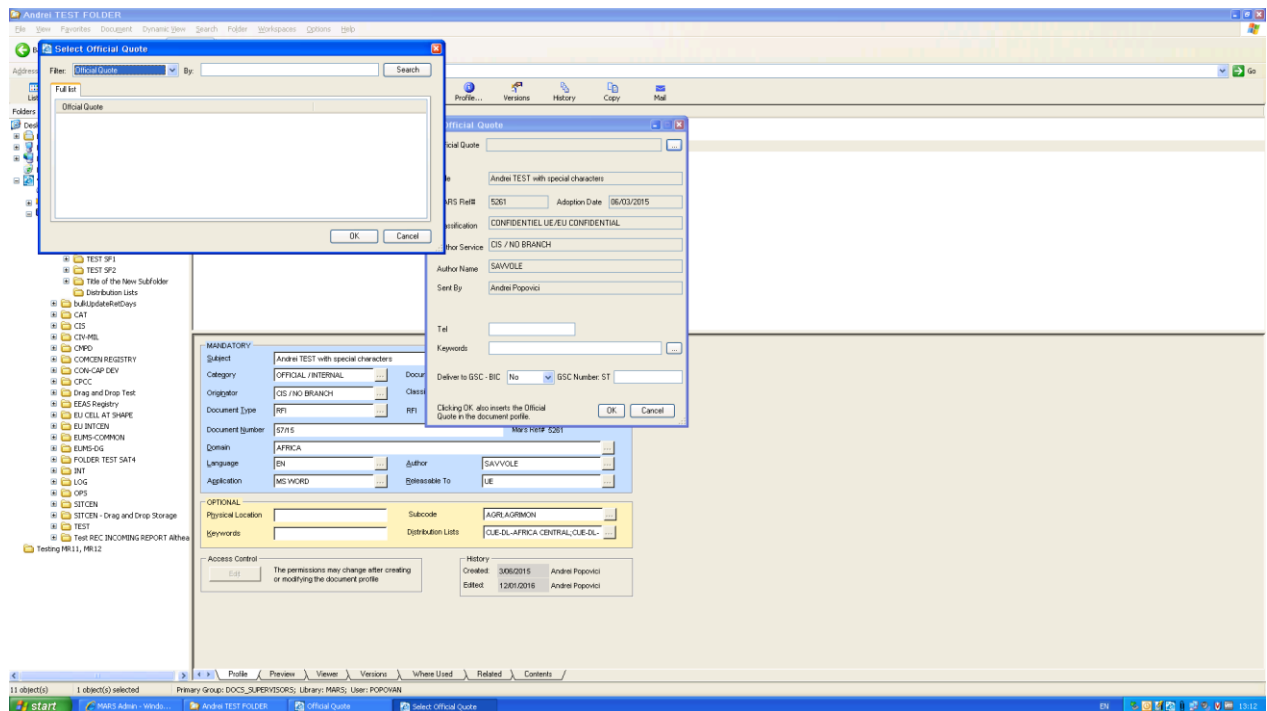 Andrei TEST FOLDER
File View Favorites Document Dynamic View Search Folder Workspaces Options Help
Select Official Quote
Address
Filter: Official Quote By: Search
Go
Full list
Official Quote
Profile... Versions History Copy Mail
Folders
Official Quote
Andrei TEST with special characters
MARS Ref# 5261 Adoption Date 06/03/2015
CONFIDENTIEL UE/EU CONFIDENTIAL
OK Cancel
CIS / NO BRANCH
TEST SF1
TEST SF2
Author Name SAVVOLE
Title of the New Subfolder
Distribution Lists
Sent By Andrei Popovici
bulkUpdateRetDays
CAT
CIS
Tel
CIV-MIL
CMPD
Keywords
COMCEN REGISTRY
CON-CAP DEV
CPCC
Drag and Drop Test
EEAS Registry
EU CELL AT SHAPE
EU INTCEN
EUMS-COMMON
EUMS-DG
FOLDER TEST SAT4
INT
LOG
OPS
SITCEN
SITCEN - Drag and Drop Storage
TEST
Test REC INCOMING REPORT Althea
Testing MR11, MR12
Deliver to GSC - BIC No GSC Number: ST
Clicking OK also inserts the Official
Quote in the document porfile.
OK Cancel
MANDATORY
Subject Andrei TEST with special characters
Category OFFICIAL / INTERNAL
Originator CIS / NO BRANCH
Document Type RFI RFI
Document Number 57/15 Mars Ref# 5261
Domain AFRICA
Language EN Author SAVVOLE
Application MS WORD Releasable To UE
OPTIONAL
Physical Location Subcode AGRI;AGRIMON
Keywords Distribution Lists CUE-DL-AFRICA CENTRAL;CUE-DL-
Access Control
Edit
The permissions may change after creating
or modifying the document profile
History
Created: 3/06/2015 Andrei Popovici
Edited: 12/01/2016 Andrei Popovici
Profile Preview Viewer Versions Where Used Related Contents
11 object(s) 1 object(s) selected Primary Group: DOCS_SUPERVISORS; Library: MARS; User: POPOVAN
start MARS Admin - Windo... Andrei TEST FOLDER Official Quote Select Official Quote EN 13:12